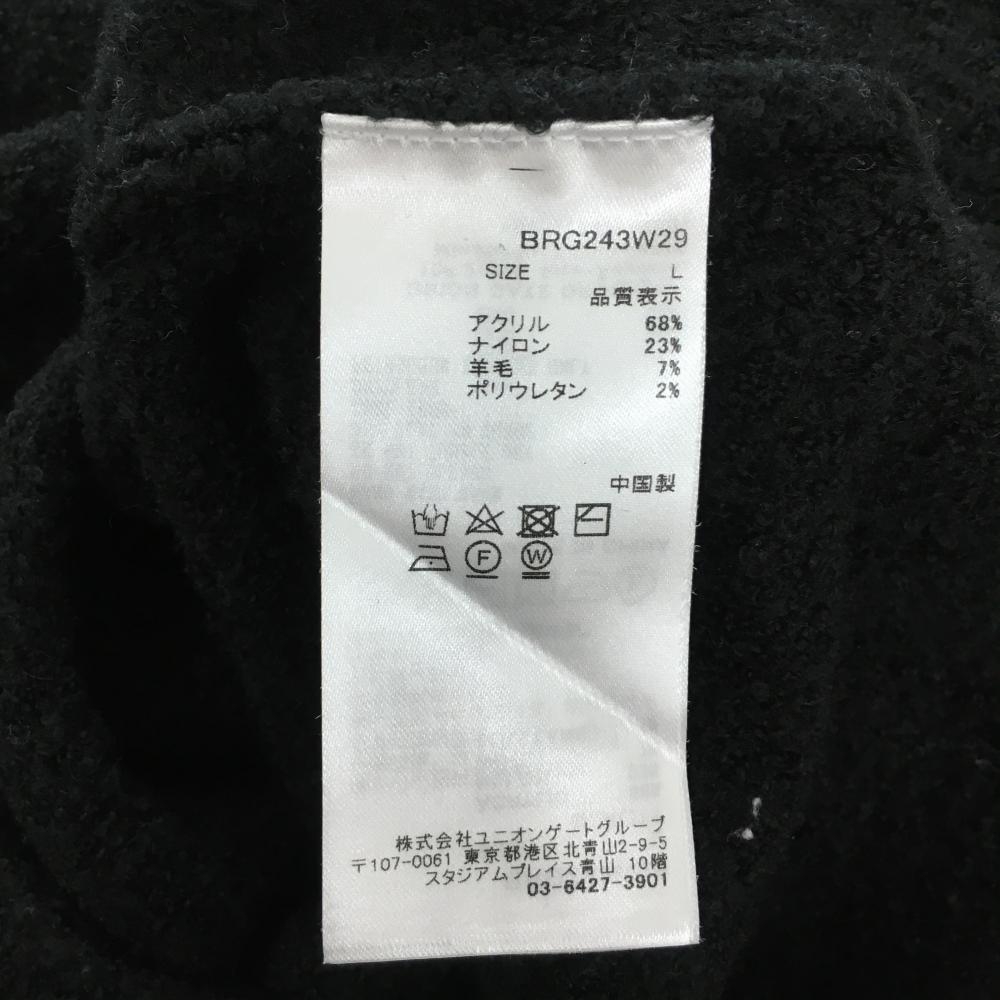 BRG243W29
SIZE L
品質表示
アクリル 68%
ナイロン 23%
羊毛 7%
ポリウレタン 2%
中国製
F W
株式会社ユニオンゲートグループ
〒107-0061 東京都港区北青山2-9-5
スタジアムプレイス青山 10階
03-6427-3901